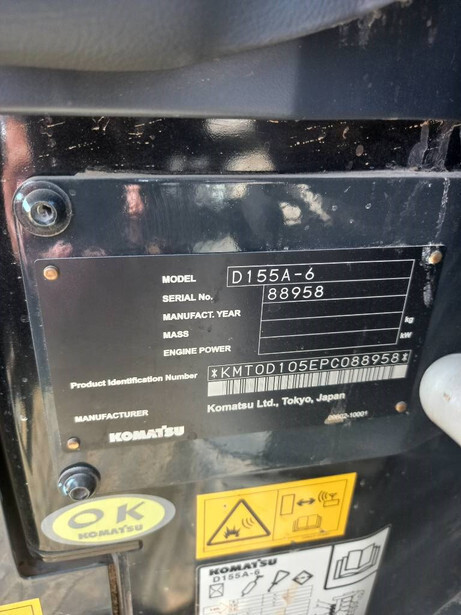 MODEL D155A-6
SERIAL No. 88958
MANUFACT. YEAR
MASS kg
ENGINE POWER kW
Product Identification Number *KMT0D105EPC088958*
MANUFACTURER Komatsu Ltd., Tokyo, Japan
KOMATSU
OK
KOMATSU
KOMATSU
D155A-6